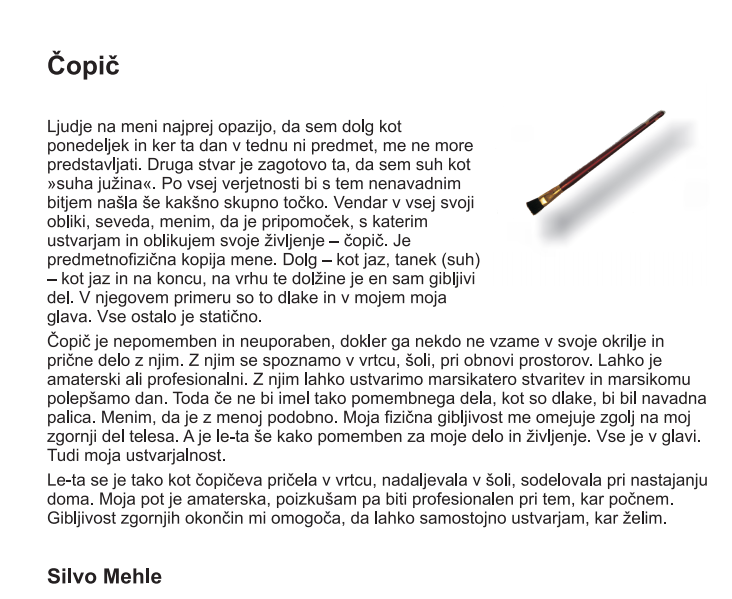 Čopič
Ljudje na meni najprej opazijo, da sem dolg kot
ponedeljek in ker ta dan v tednu ni predmet, me ne more
predstavljati. Druga stvar je zagotovo ta, da sem suh kot
»suha južina«. Po vsej verjetnosti bi s tem nenavadnim
bitjem našla še kakšno skupno točko. Vendar v vsej svoji
obliki, seveda, menim, da je pripomoček, s katerim
ustvarjam in oblikujem svoje življenje – čopič. Je
predmetnofizična kopija mene. Dolg – kot jaz, tanek (suh)
– kot jaz in na koncu, na vrhu te dolžine je en sam gibljivi
del. V njegovem primeru so to dlake in v mojem moja
glava. Vse ostalo je statično.
Čopič je nepomemben in neuporaben, dokler ga nekdo ne vzame v svoje okrilje in
prične delo z njim. Z njim se spoznamo v vrtcu, šoli, pri obnovi prostorov. Lahko je
amaterski ali profesionalni. Z njim lahko ustvarimo marsikatero stvaritev in marsikomu
polepšamo dan. Toda če ne bi imel tako pomembnega dela, kot so dlake, bi bil navadna
palica. Menim, da je z menoj podobno. Moja fizična gibljivost me omejuje zgolj na moj
zgornji del telesa. A je le-ta še kako pomemben za moje delo in življenje. Vse je v glavi.
Tudi moja ustvarjalnost.
Le-ta se je tako kot čopičeva pričela v vrtcu, nadaljevala v šoli, sodelovala pri nastajanju
doma. Moja pot je amaterska, poizkušam pa biti profesionalen pri tem, kar počnem.
Gibljivost zgornjih okončin mi omogoča, da lahko samostojno ustvarjam, kar želim.
Silvo Mehle